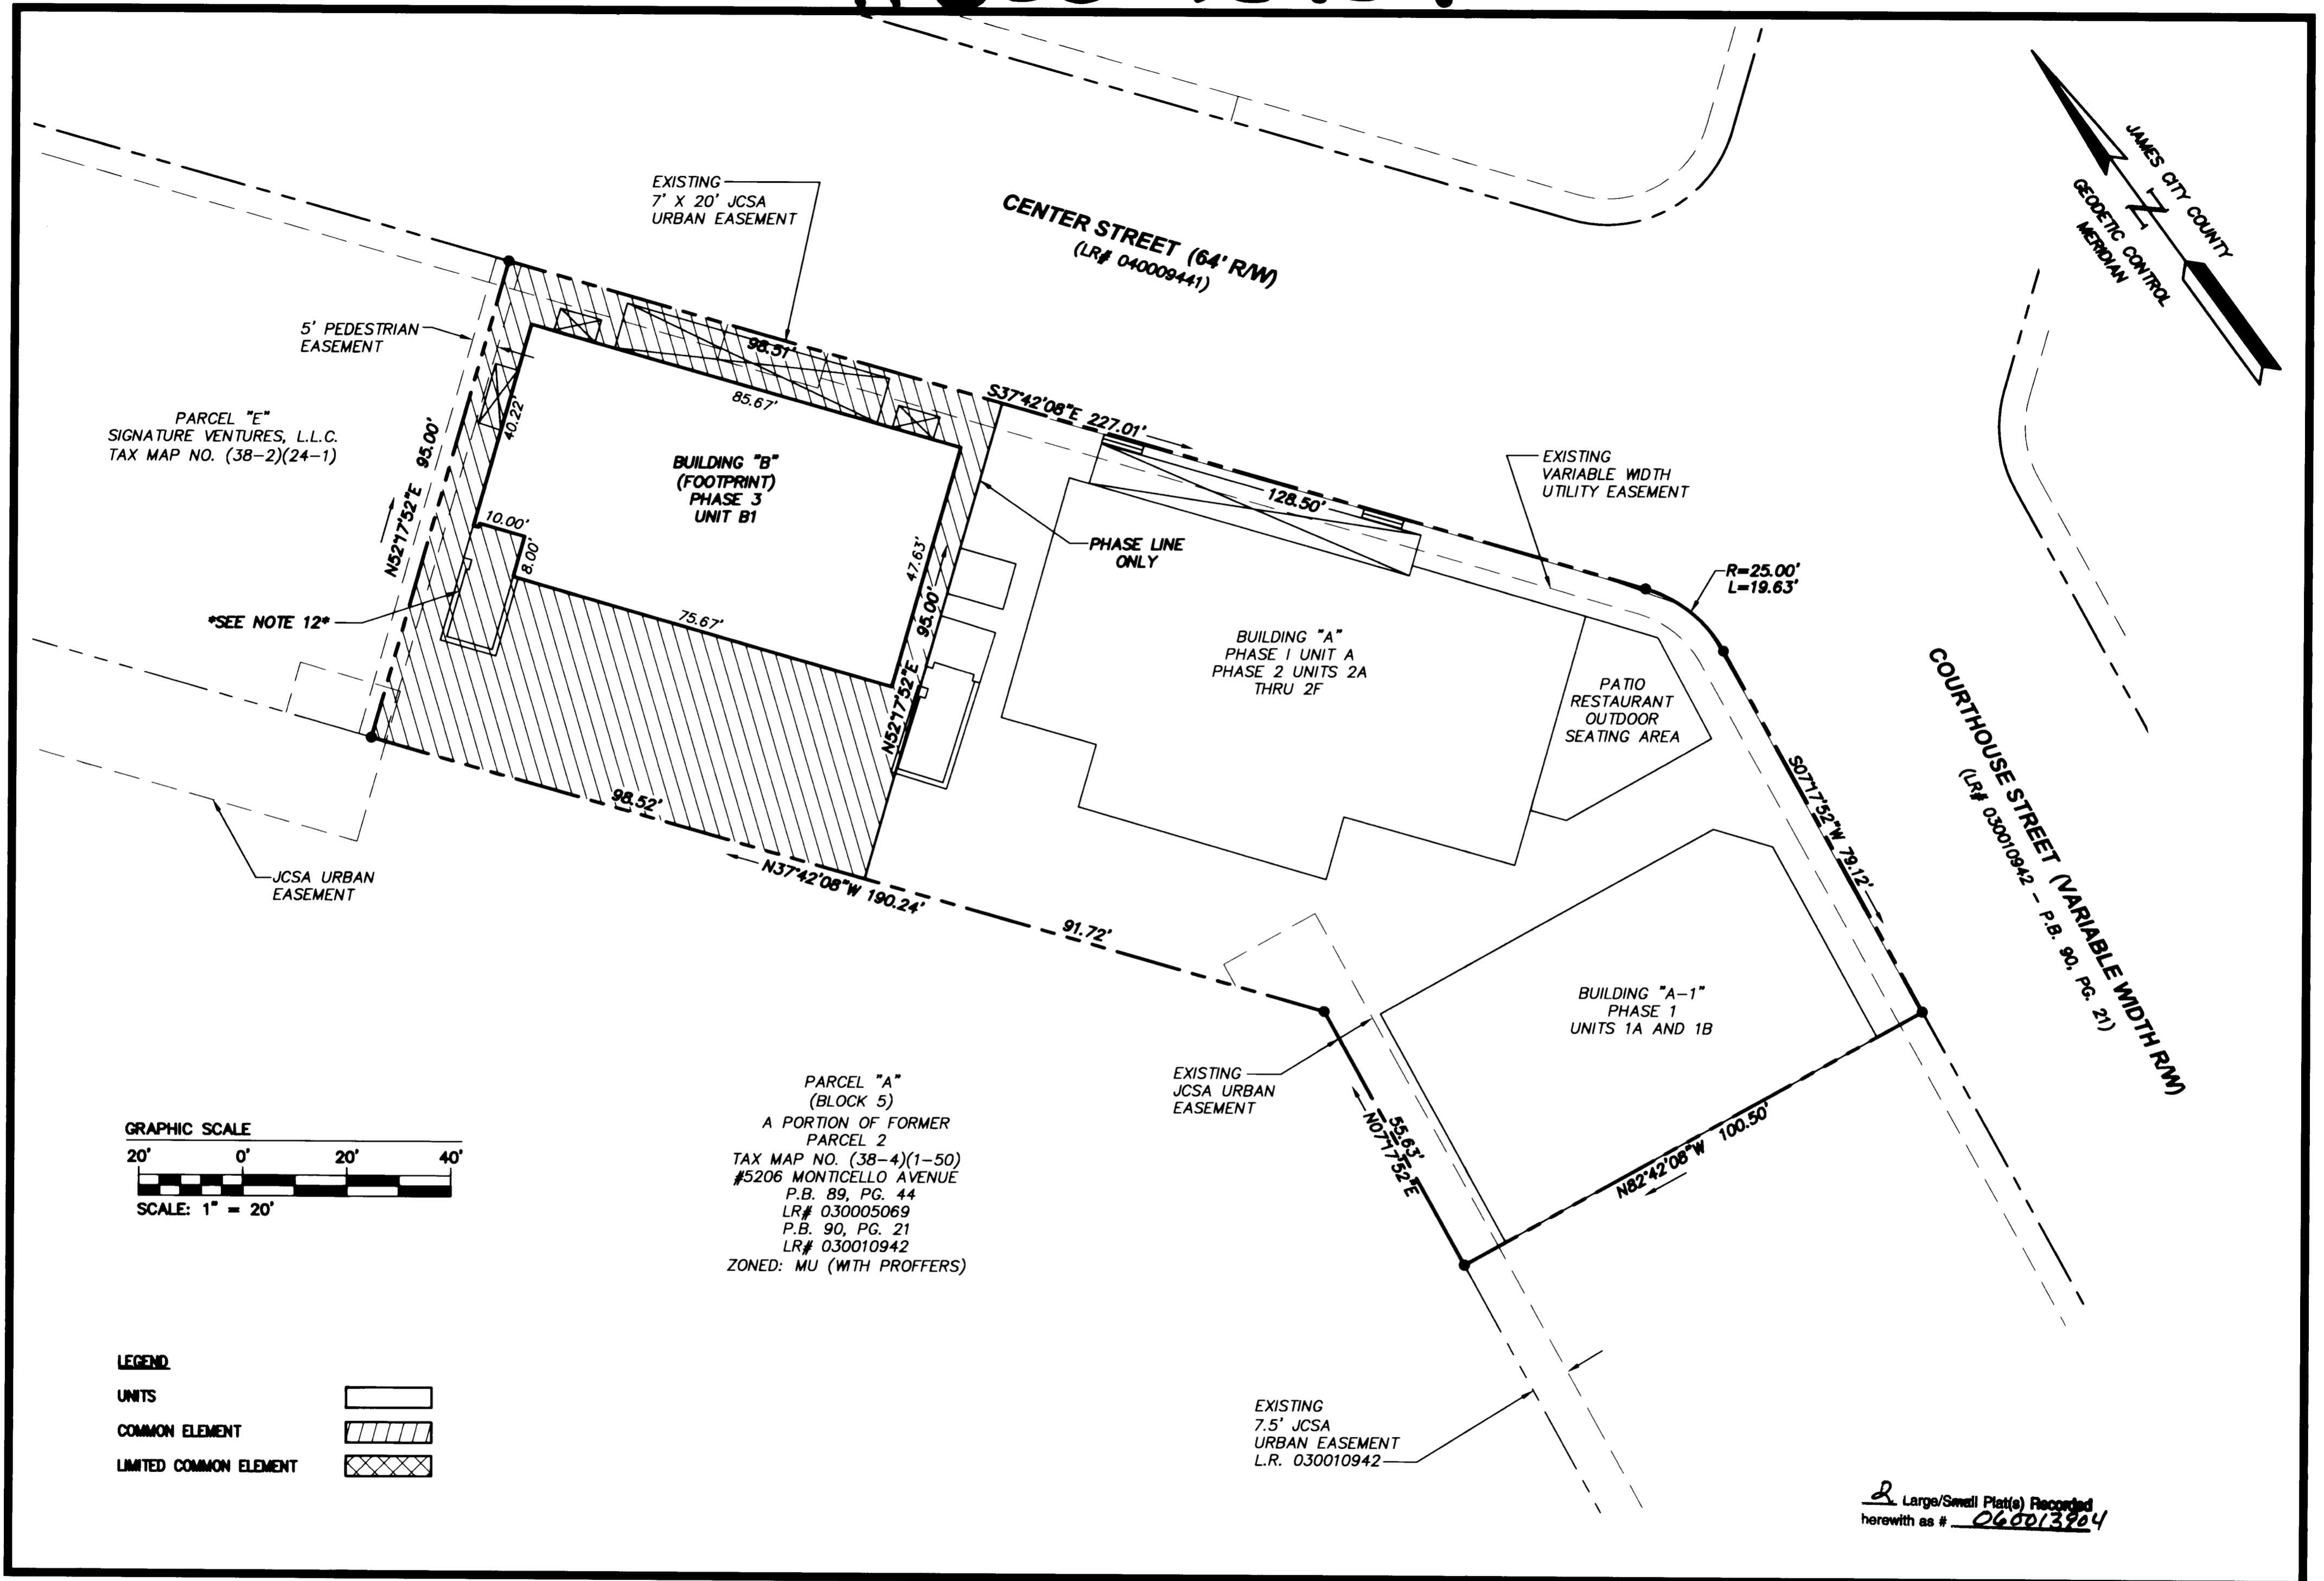 EXISTING
7' X 20' JCSA
URBAN EASEMENT
CENTER STREET (64' R/W)
(LR# 040009441)
JAMES CITY COUNTY
GEODETIC CONTROL
MERIDIAN
N
5' PEDESTRIAN
EASEMENT
PARCEL "E"
SIGNATURE VENTURES, L.L.C.
TAX MAP NO. (38-2)(24-1)
N52°17'52"E 95.00'
98.51'
85.67'
40.22'
BUILDING "B"
(FOOTPRINT)
PHASE 3
UNIT B1
10.00'
8.00'
75.67'
47.63'
N52°17'52"E 95.00'
*SEE NOTE 12*
S37°42'08"E 227.01'
128.50'
PHASE LINE
ONLY
EXISTING
VARIABLE WIDTH
UTILITY EASEMENT
R=25.00'
L=19.63'
BUILDING "A"
PHASE I UNIT A
PHASE 2 UNITS 2A
THRU 2F
PATIO
RESTAURANT
OUTDOOR
SEATING AREA
COURTHOUSE STREET (VARIABLE WIDTH R/W)
(LR# 030010942 - P.B. 90, PG. 21)
S07°17'52"W 79.12'
98.52'
N37°42'08"W 190.24'
91.72'
JCSA URBAN
EASEMENT
BUILDING "A-1"
PHASE 1
UNITS 1A AND 1B
EXISTING
JCSA URBAN
EASEMENT
55.63'
N07°17'52"E
N82°42'08"W 100.50'
PARCEL "A"
(BLOCK 5)
A PORTION OF FORMER
PARCEL 2
TAX MAP NO. (38-4)(1-50)
#5206 MONTICELLO AVENUE
P.B. 89, PG. 44
LR# 030005069
P.B. 90, PG. 21
LR# 030010942
ZONED: MU (WITH PROFFERS)
GRAPHIC SCALE
20' 0' 20' 40'
SCALE: 1" = 20'
LEGEND
UNITS
COMMON ELEMENT
LIMITED COMMON ELEMENT
EXISTING
7.5' JCSA
URBAN EASEMENT
L.R. 030010942
2 Large/Small Plat(s) Recorded
herewith as # 060013904